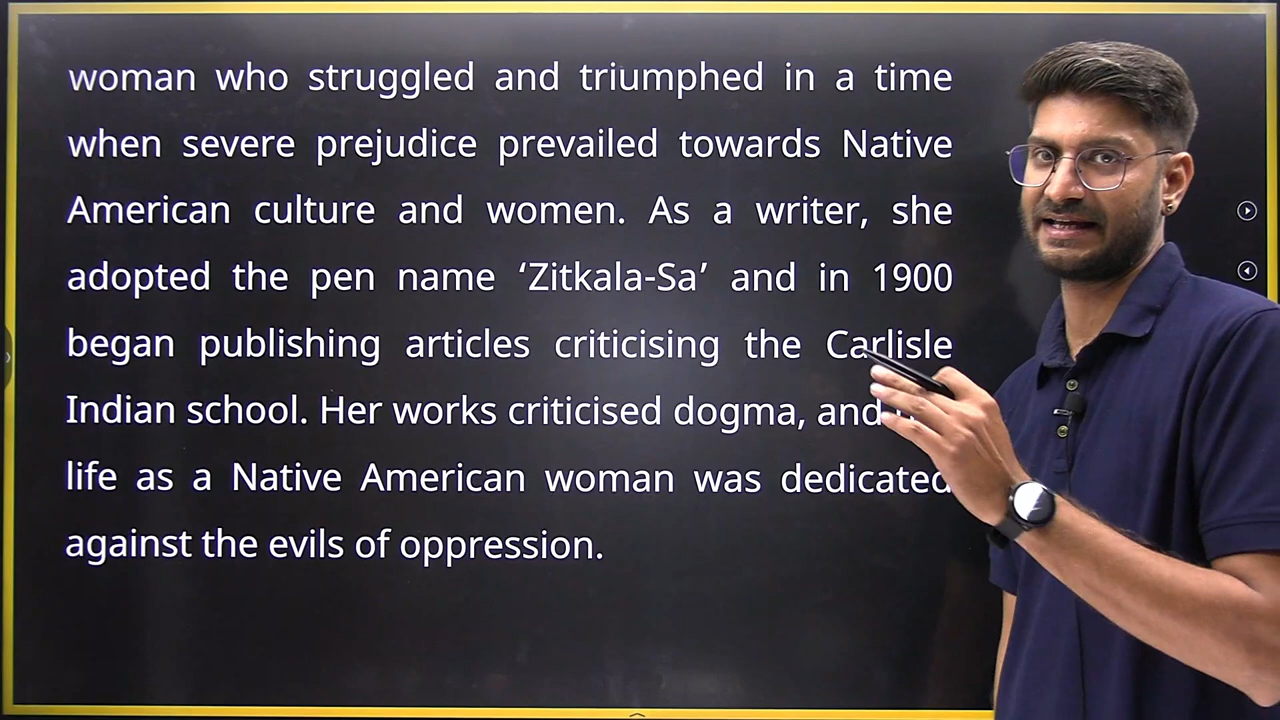 woman who struggled and triumphed in a time
when severe prejudice prevailed towards Native
American culture and women. As a writer, she
adopted the pen name ‘Zitkala-Sa’ and in 1900
began publishing articles criticising the Carlisle
Indian school. Her works criticised dogma, and
life as a Native American woman was dedicated
against the evils of oppression.